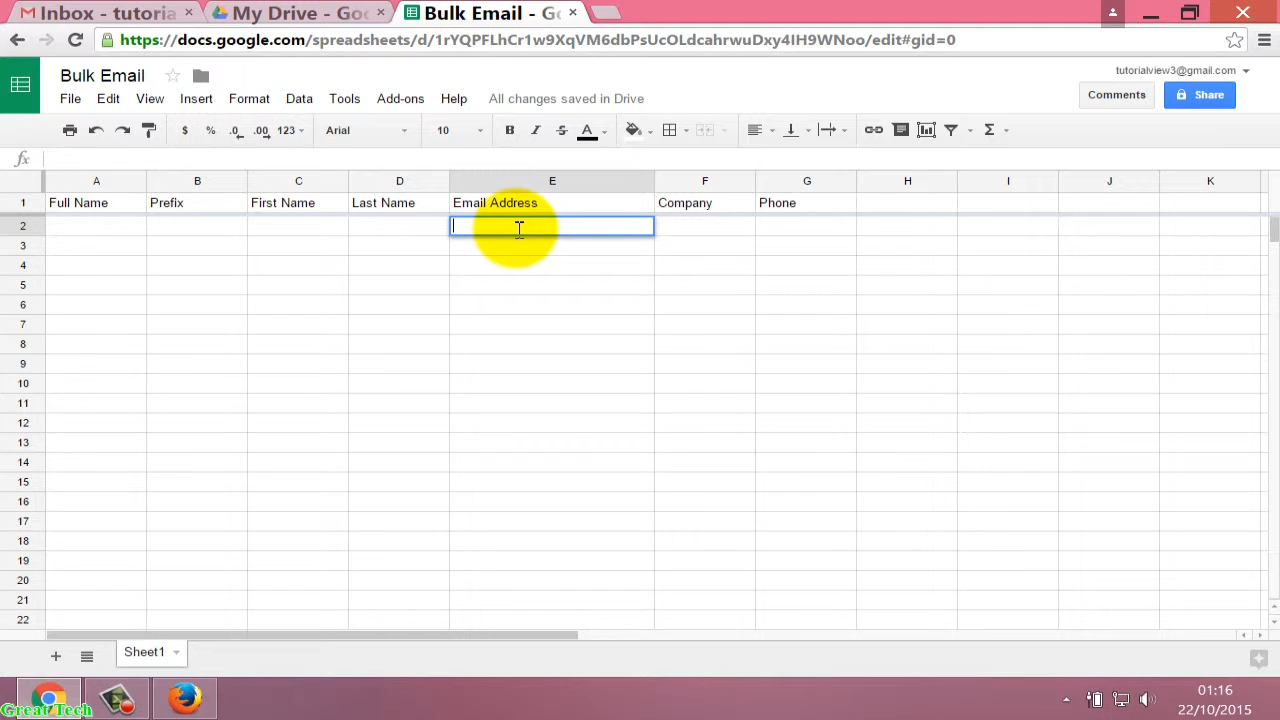 Inbox - tutoria
My Drive - Goo
Bulk Email - Go
https://docs.google.com/spreadsheets/d/1rYQPFLhCr1w9XqVM6dbPsUcOLdcahrwuDxy4IH9WNoo/edit#gid=0
Bulk Email
tutorialview3@gmail.com
File Edit View Insert Format Data Tools Add-ons Help All changes saved in Drive
Comments
Share
$ % .0 .00 123 Arial 10 B I S A Σ
fx
A B C D E F G H I J K
1 Full Name Prefix First Name Last Name Email Address Company Phone
2
3
4
5
6
7
8
9
10
11
12
13
14
15
16
17
18
19
20
21
22
Sheet1
01:16
22/10/2015
Great Tech